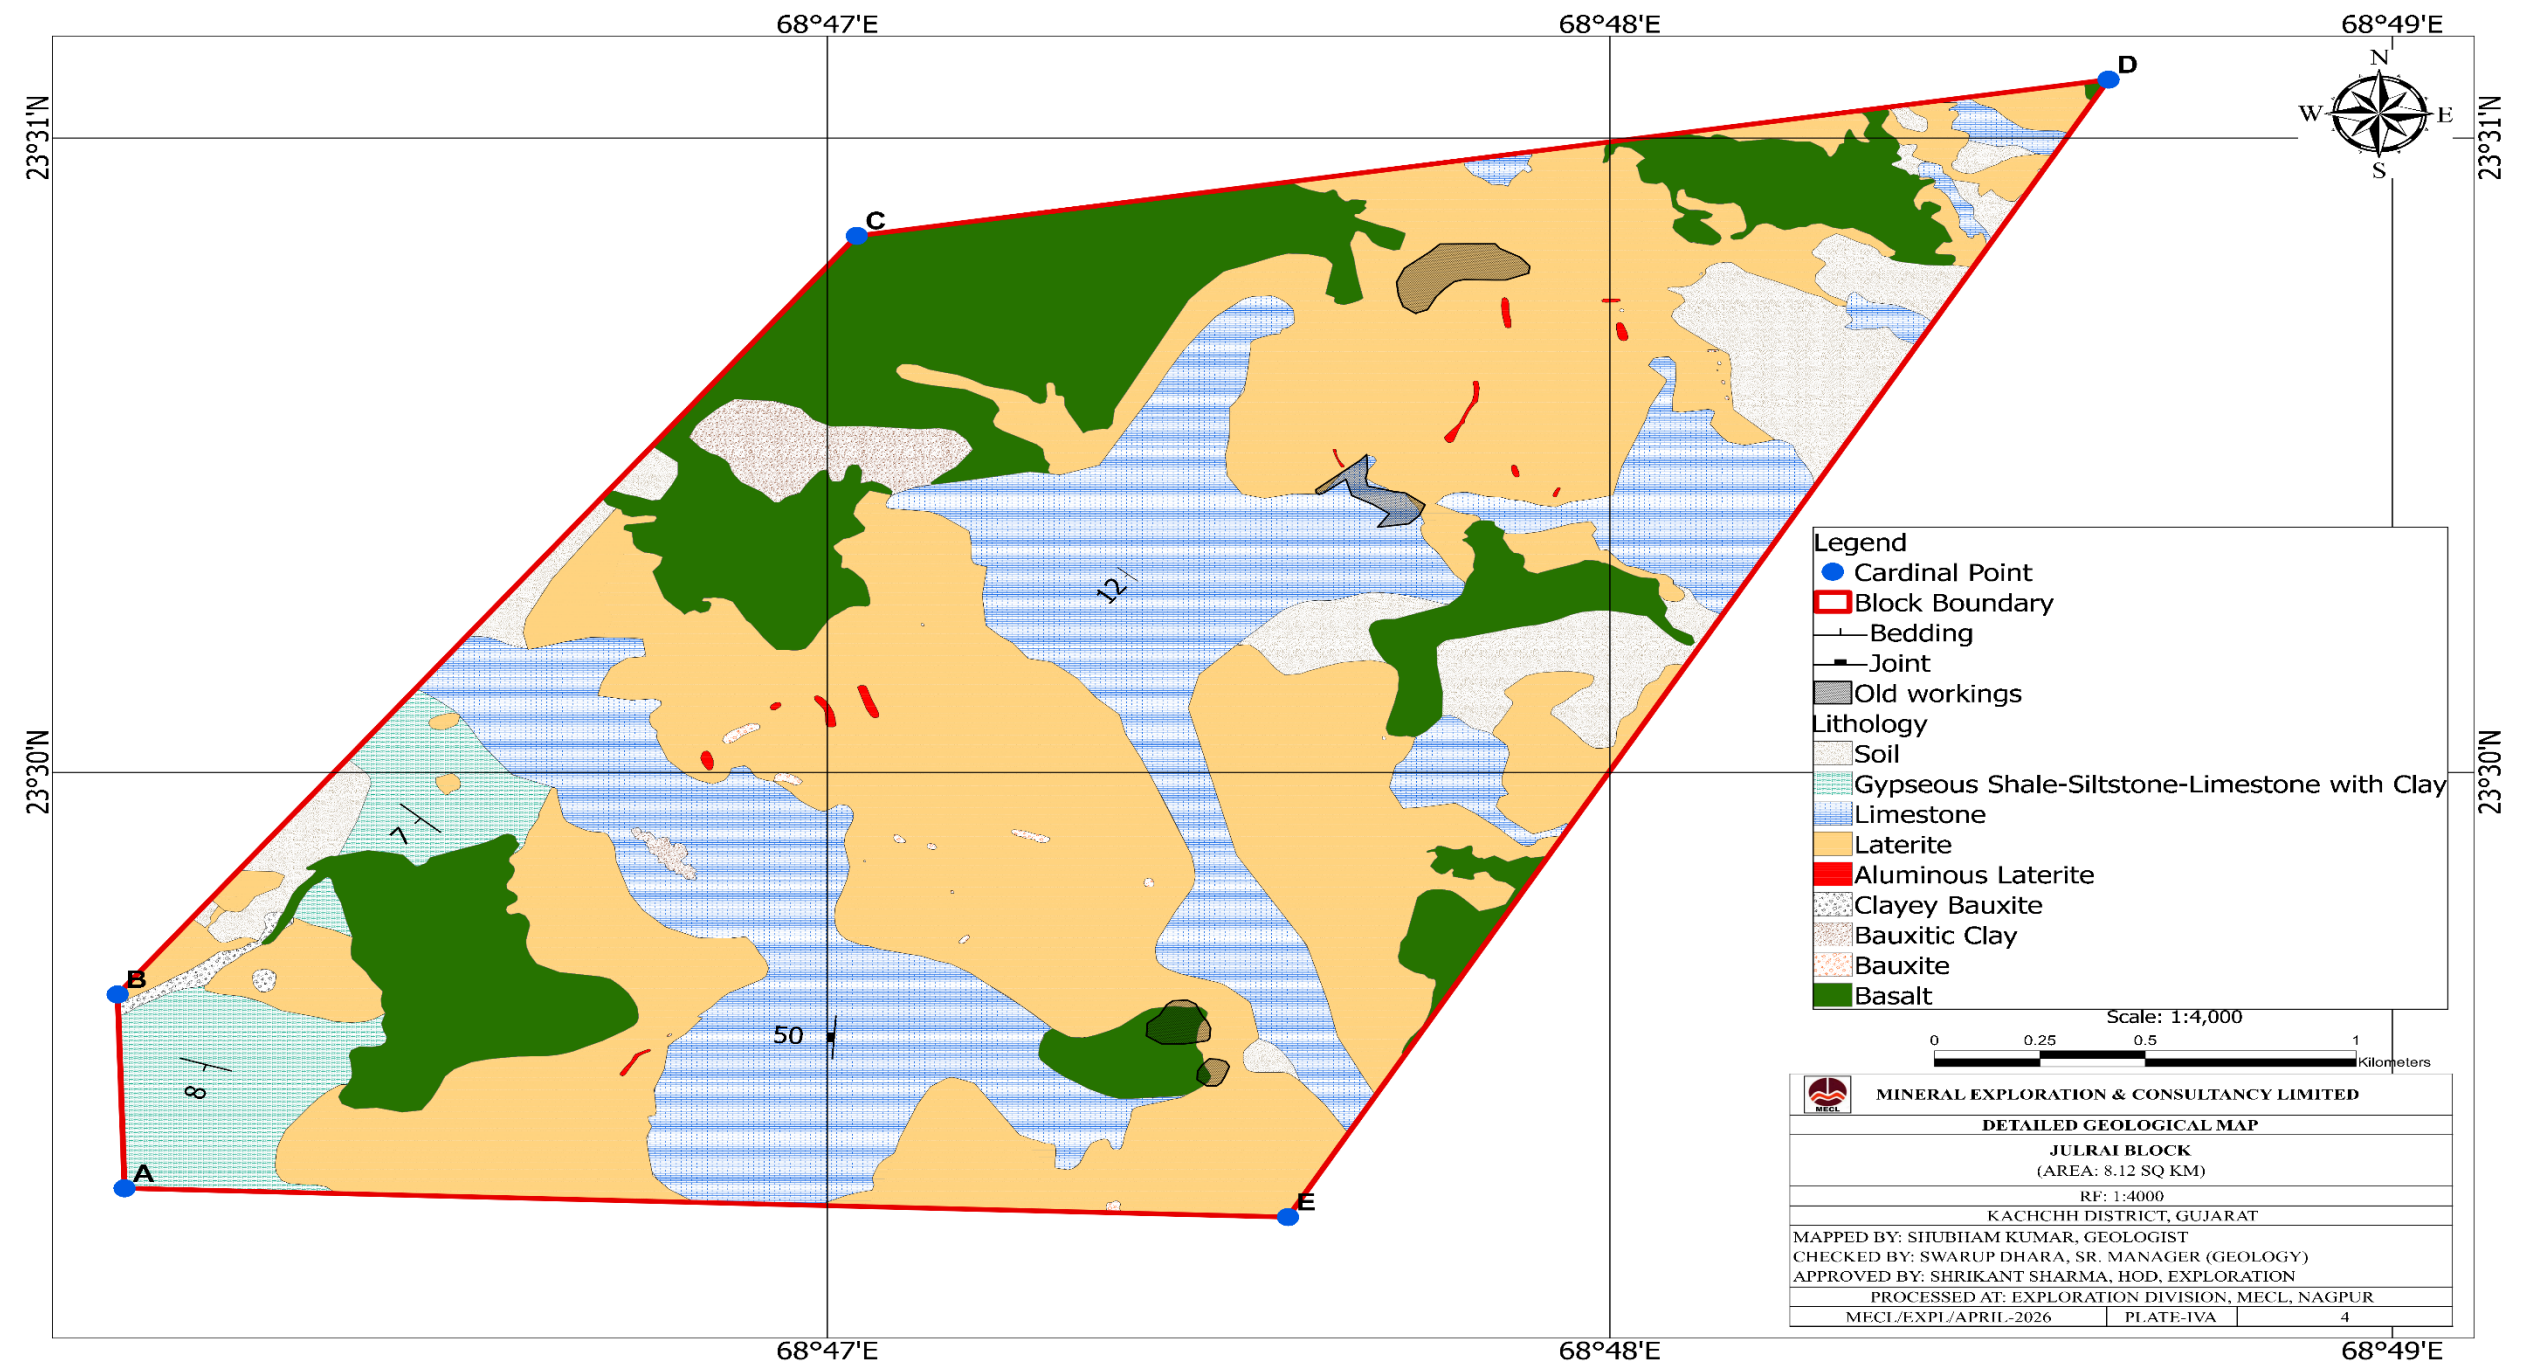 68°47'E 68°48'E 68°49'E
23°31'N 23°31'N
N
W E
S
D
C
12
7
B
8
50
A
E
23°30'N 23°30'N
Legend
Cardinal Point
Block Boundary
Bedding
Joint
Old workings
Lithology
Soil
Gypseous Shale-Siltstone-Limestone with Clay
Limestone
Laterite
Aluminous Laterite
Clayey Bauxite
Bauxitic Clay
Bauxite
Basalt
Scale: 1:4,000
0 0.25 0.5 1
Kilometers
MECL
MINERAL EXPLORATION & CONSULTANCY LIMITED
DETAILED GEOLOGICAL MAP
JULRAI BLOCK
(AREA: 8.12 SQ KM)
RF: 1:4000
KACHCHH DISTRICT, GUJARAT
MAPPED BY: SHUBHAM KUMAR, GEOLOGIST
CHECKED BY: SWARUP DHARA, SR. MANAGER (GEOLOGY)
APPROVED BY: SHRIKANT SHARMA, HOD, EXPLORATION
PROCESSED AT: EXPLORATION DIVISION, MECL, NAGPUR
MECL/EXPL/APRIL-2026 PLATE-IVA 4
68°47'E 68°48'E 68°49'E